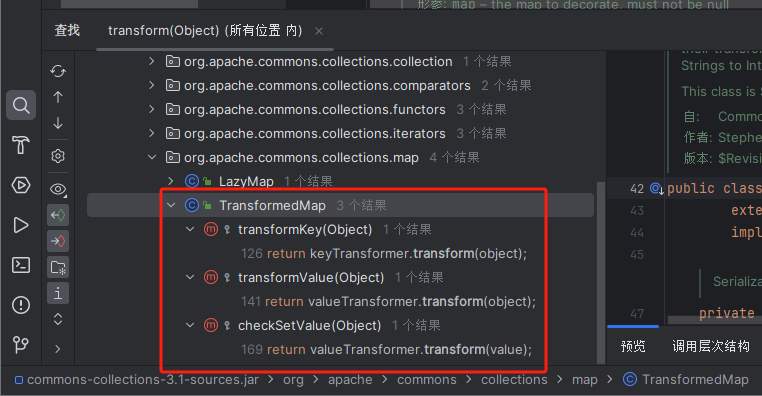 形参: map – the map to decorate, must not be null
查找
transform(Object) (所有位置 内)
org.apache.commons.collections.collection 1 个结果
org.apache.commons.collections.comparators 2 个结果
org.apache.commons.collections.functors 3 个结果
org.apache.commons.collections.iterators 3 个结果
org.apache.commons.collections.map 4 个结果
LazyMap 1 个结果
TransformedMap 3 个结果
transformKey(Object) 1 个结果
126 return keyTransformer.transform(object);
transformValue(Object) 1 个结果
141 return valueTransformer.transform(object);
checkSetValue(Object) 1 个结果
169 return valueTransformer.transform(value);
Strings to Int
This class is S
自: Commo
作者: Stephe
版本: $Revisi
42 public class
43 exte
44 impl
45
Serializa
47 private
预览 调用层次结构
commons-collections-3.1-sources.jar > org > apache > commons > collections > map > TransformedMap